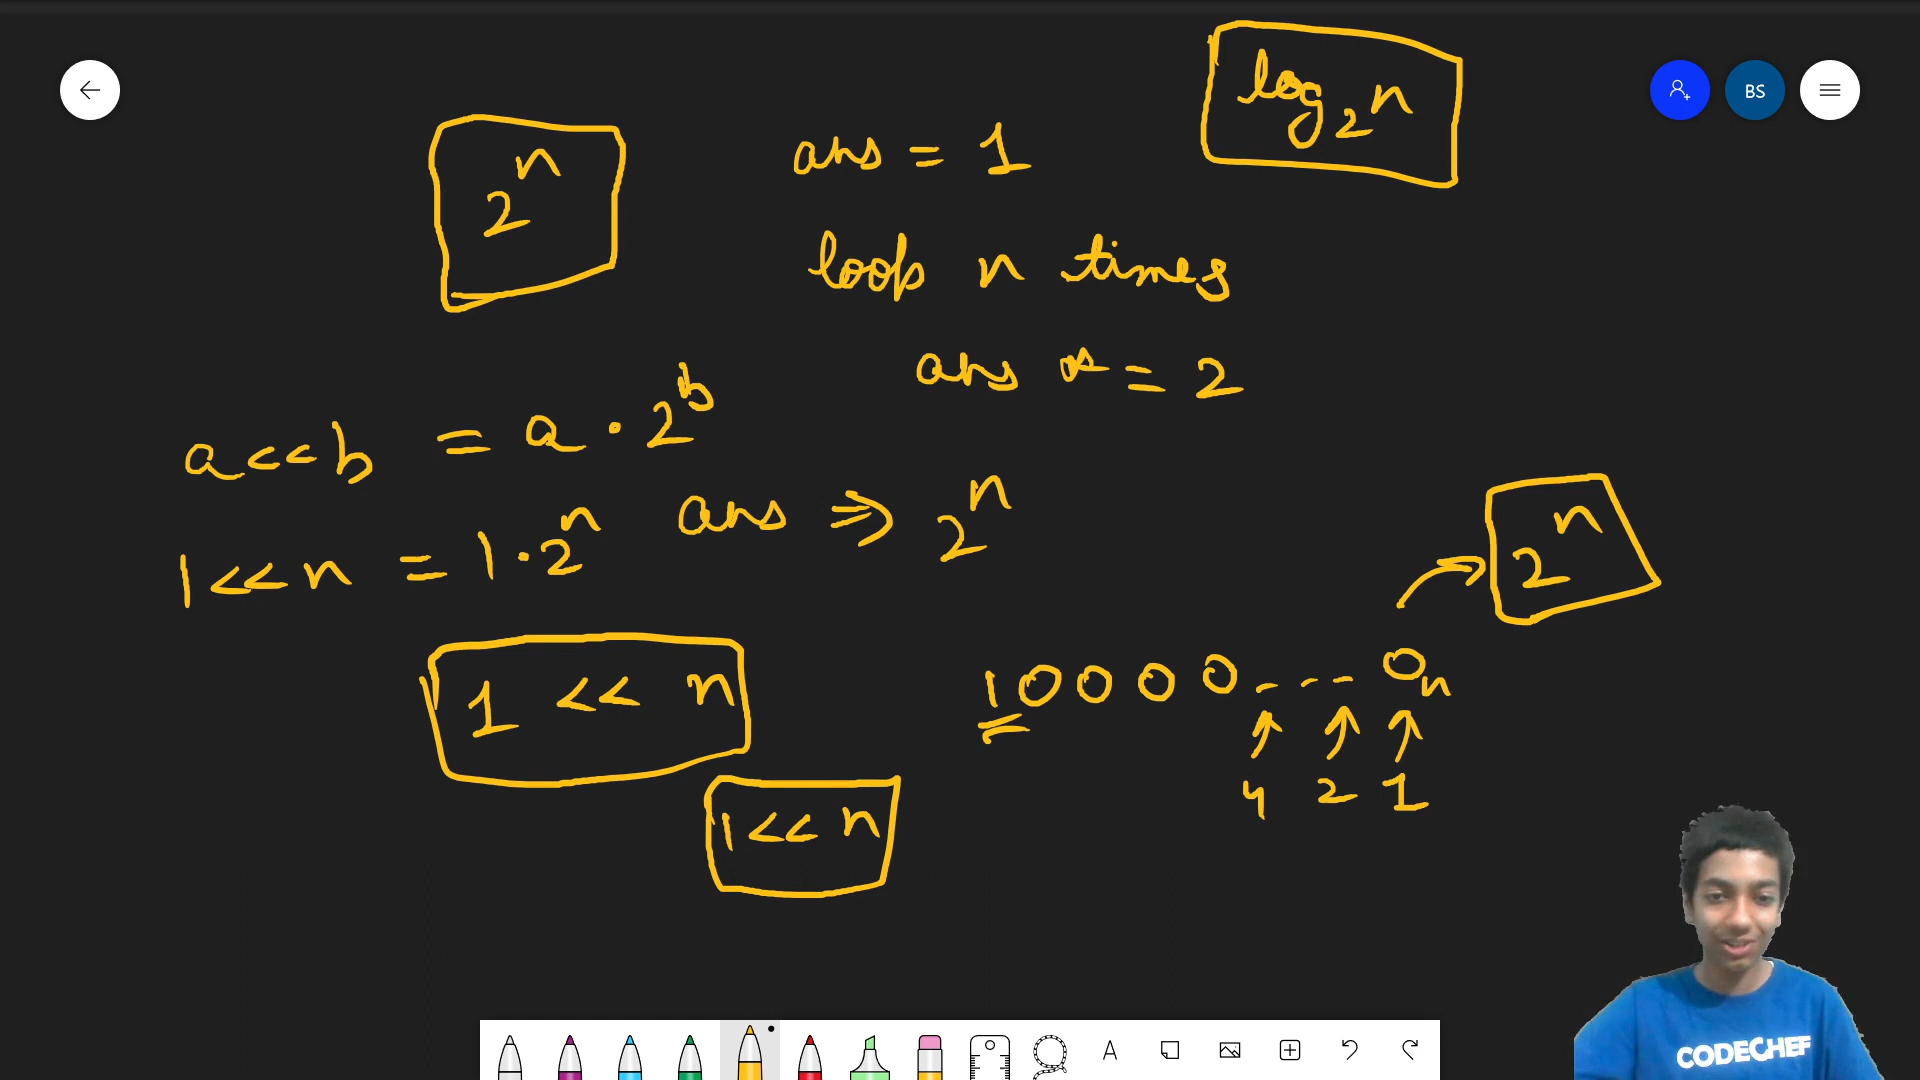 log₂n
BS
2ⁿ
ans = 1
loop n times
ans *= 2
a<<b = a · 2ᵇ
1<<n = 1 · 2ⁿ
ans ⇒ 2ⁿ
2ⁿ
1 << n
10000 . - - - 0ₙ
4 2 1
1<< n
CODECHEF
A